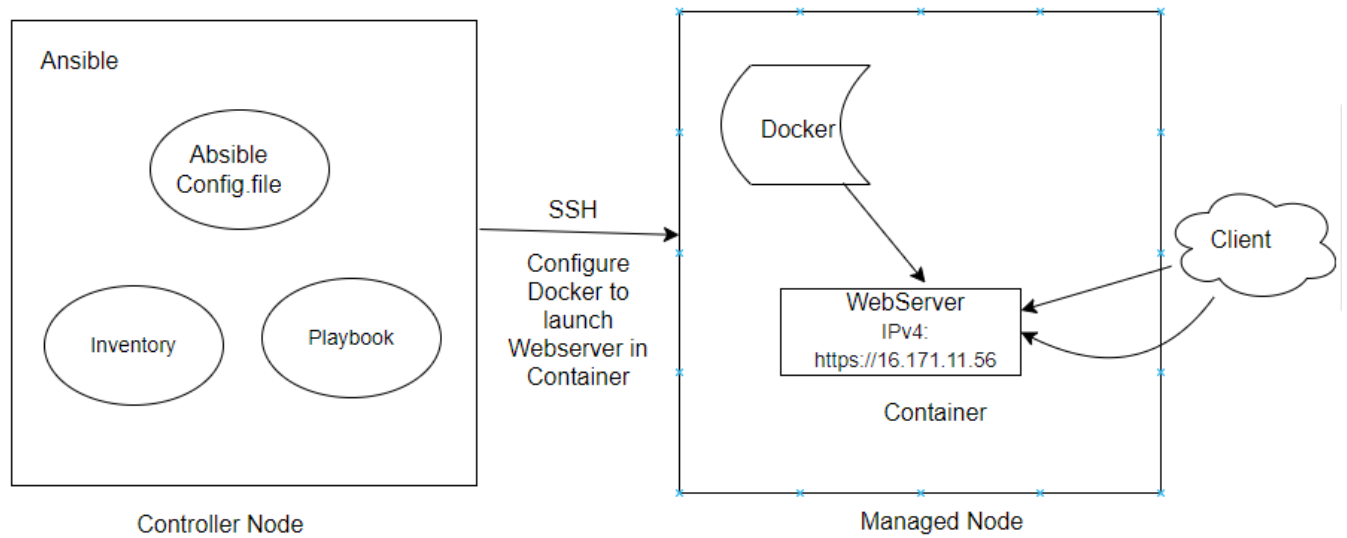 Ansible
Absible
Config.file
Inventory
Playbook
Controller Node
SSH
Configure
Docker to
launch
Webserver in
Container
Docker
WebServer
IPv4:
https://16.171.11.56
Container
Managed Node
Client